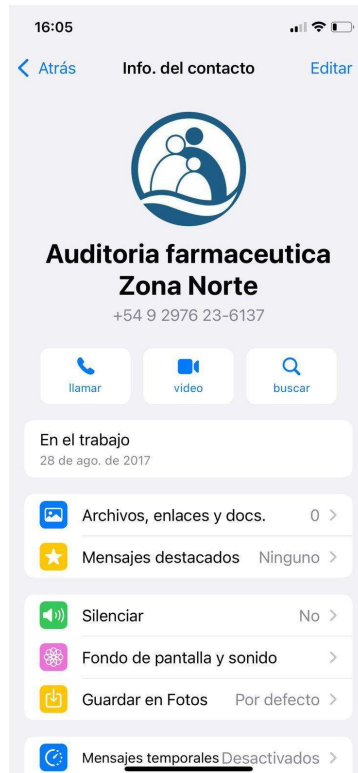 16:05
Atrás Info. del contacto Editar
Auditoria farmaceutica
Zona Norte
+54 9 2976 23-6137
llamar video buscar
En el trabajo
28 de ago. de 2017
Archivos, enlaces y docs. 0
Mensajes destacados Ninguno
Silenciar No
Fondo de pantalla y sonido
Guardar en Fotos Por defecto
Mensajes temporales Desactivados